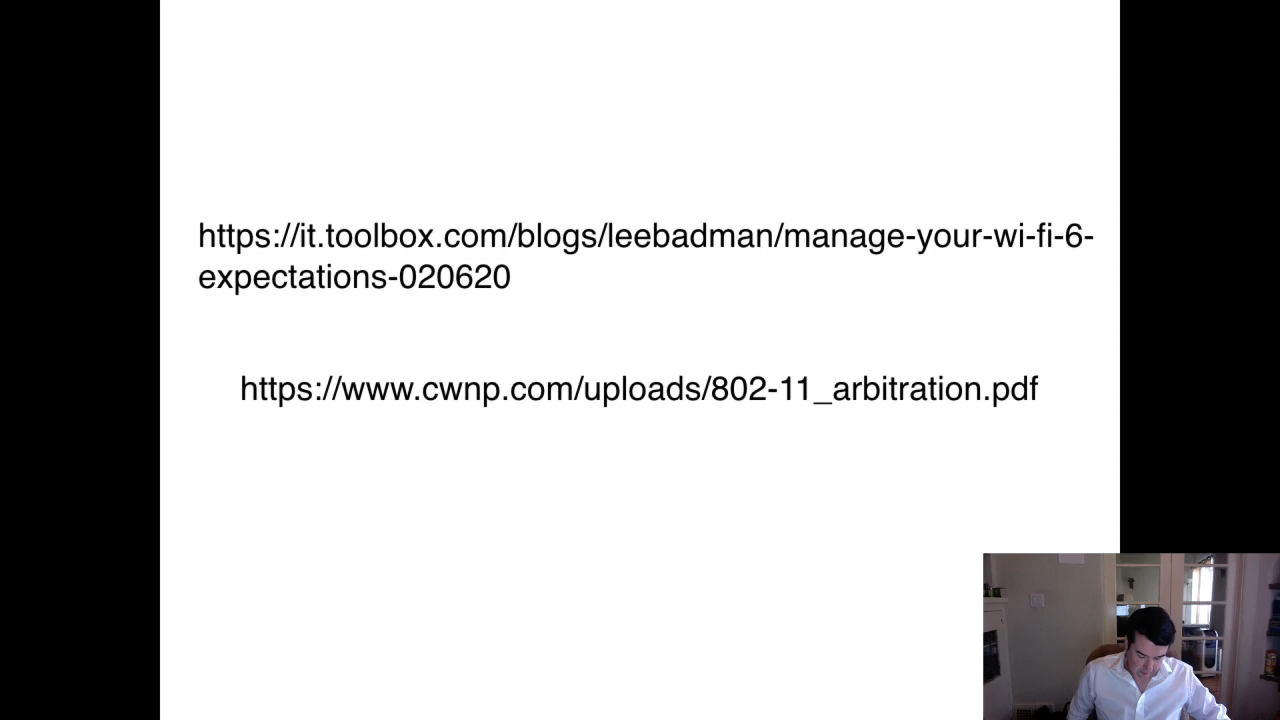 https://it.toolbox.com/blogs/leebadman/manage-your-wi-fi-6-
expectations-020620
https://www.cwnp.com/uploads/802-11_arbitration.pdf